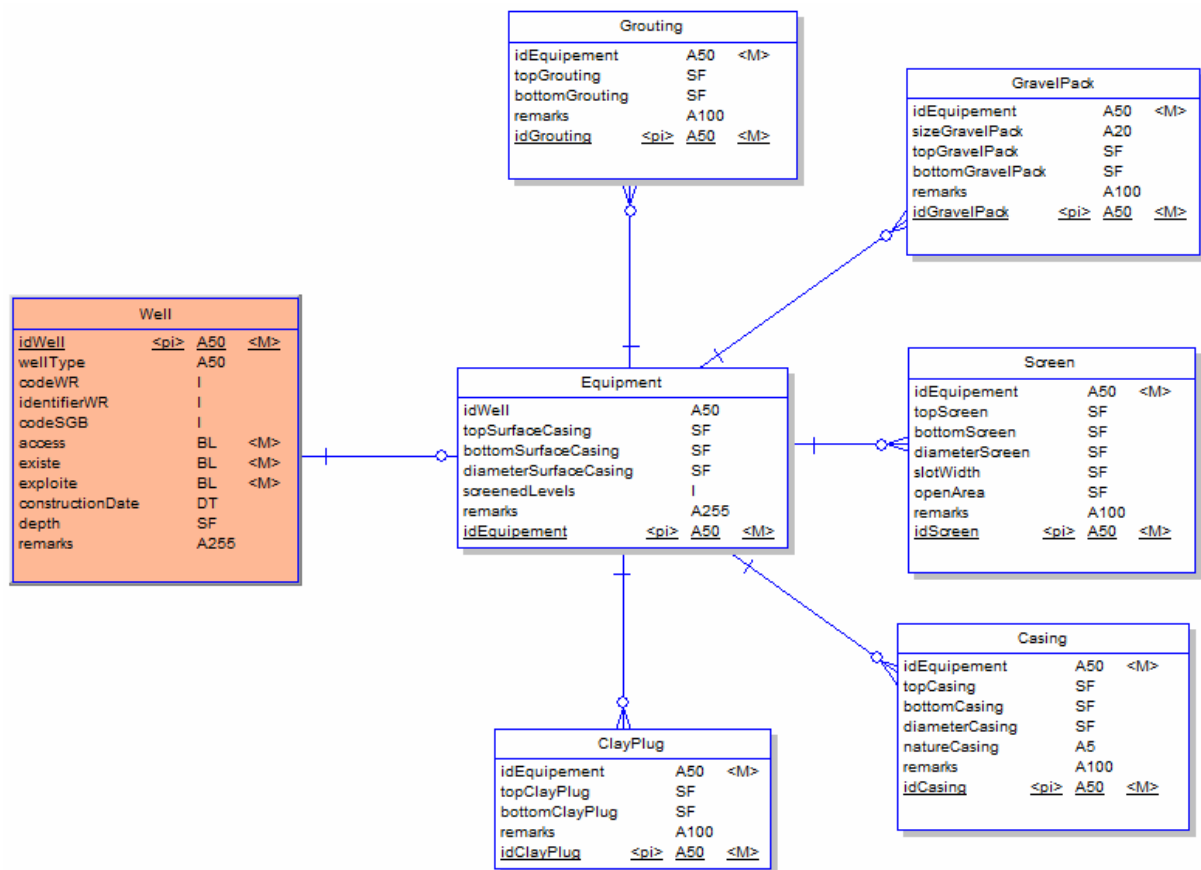 Grouting
idEquipement A50 <M>
topGrouting SF
bottomGrouting SF
remarks A100
idGrouting <pi> A50 <M>
GravelPack
idEquipement A50 <M>
sizeGravelPack A20
topGravelPack SF
bottomGravelPack SF
remarks A100
idGravelPack <pi> A50 <M>
Well
idWell <pi> A50 <M>
wellType A50
codeWR I
identifierWR I
codeSGB I
access BL <M>
existe BL <M>
exploite BL <M>
constructionDate DT
depth SF
remarks A255
Equipment
idWell A50
topSurfaceCasing SF
bottomSurfaceCasing SF
diameterSurfaceCasing SF
screenedLevels I
remarks A255
idEquipement <pi> A50 <M>
Screen
idEquipement A50 <M>
topScreen SF
bottomScreen SF
diameterScreen SF
slotWidth SF
openArea SF
remarks A100
idScreen <pi> A50 <M>
Casing
idEquipement A50 <M>
topCasing SF
bottomCasing SF
diameterCasing SF
natureCasing A5
remarks A100
idCasing <pi> A50 <M>
ClayPlug
idEquipement A50 <M>
topClayPlug SF
bottomClayPlug SF
remarks A100
idClayPlug <pi> A50 <M>